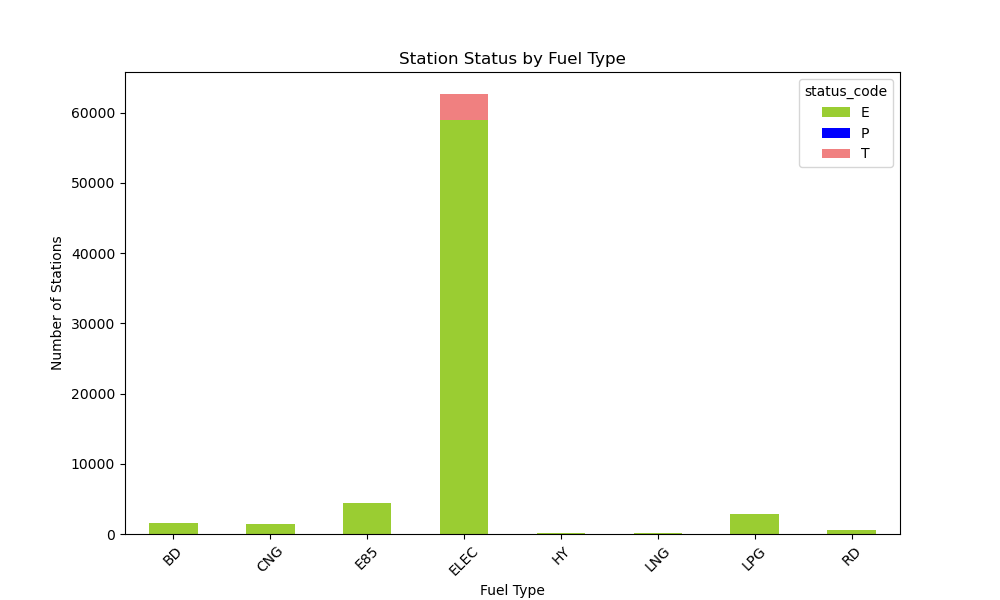 Station Status by Fuel Type
status_code
E
P
T
60000
50000
40000
30000
20000
10000
0
Number of Stations
BD
CNG
E85
ELEC
HY
LNG
LPG
RD
Fuel Type